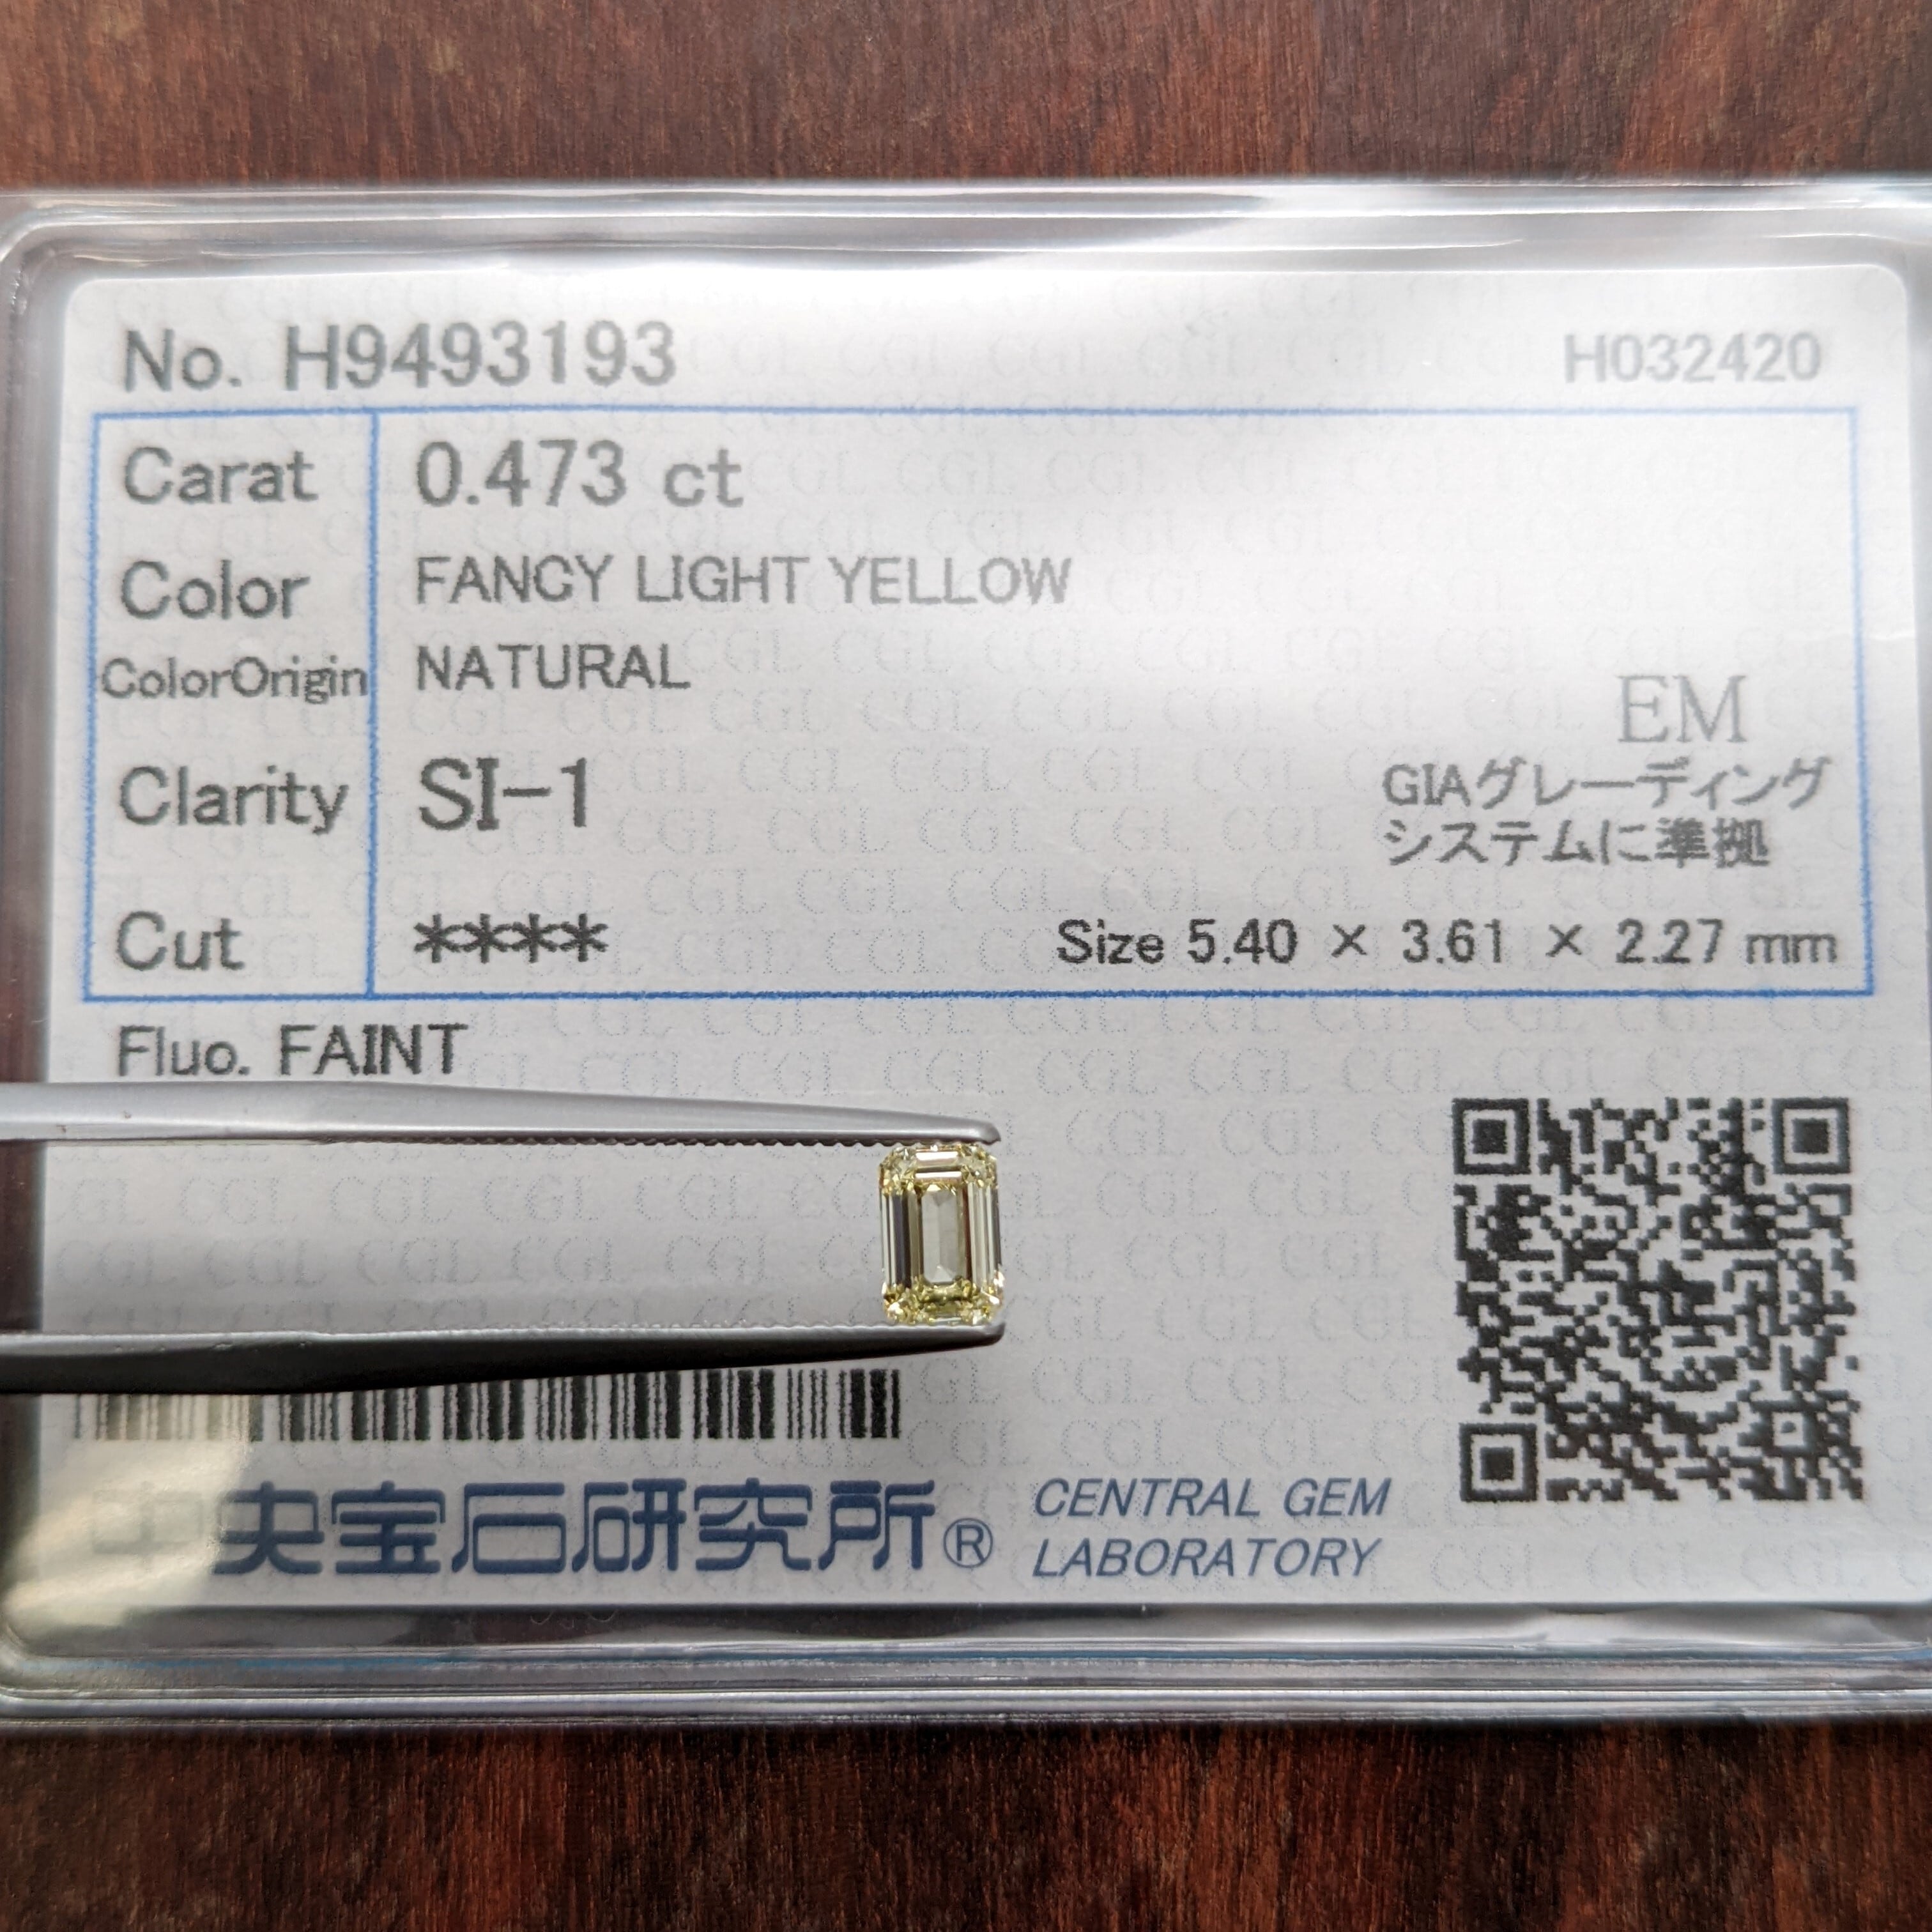 No. H9493193 H032420
Carat 0.473 ct
Color FANCY LIGHT YELLOW
ColorOrigin NATURAL
EM
Clarity SI-1
GIAグレーディング
システムに準拠
Cut **** Size 5.40 × 3.61 × 2.27 mm
Fluo. FAINT
中央宝石研究所® CENTRAL GEM
LABORATORY